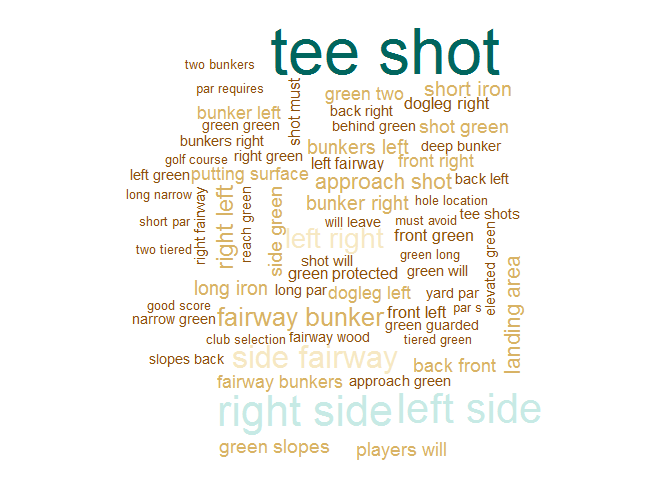 tee shot
two bunkers
par requires
shot must
green two
short iron
bunker left
back right
dogleg right
green green
behind green
shot green
bunkers right
right green
bunkers left
deep bunker
golf course
left fairway
front right
left green
putting surface
approach shot
back left
long narrow
right fairway
right left
reach green
side green
bunker right
hole location
short par
will leave
must avoid
tee shots
two tiered
left right
front green
elevated green
shot will
green long
green protected
green will
landing area
long iron
long par
dogleg left
yard par
good score
par s
narrow green
fairway bunker
front left
green guarded
club selection
fairway wood
tiered green
slopes back
side fairway
back front
fairway bunkers
approach green
right side
left side
green slopes
players will